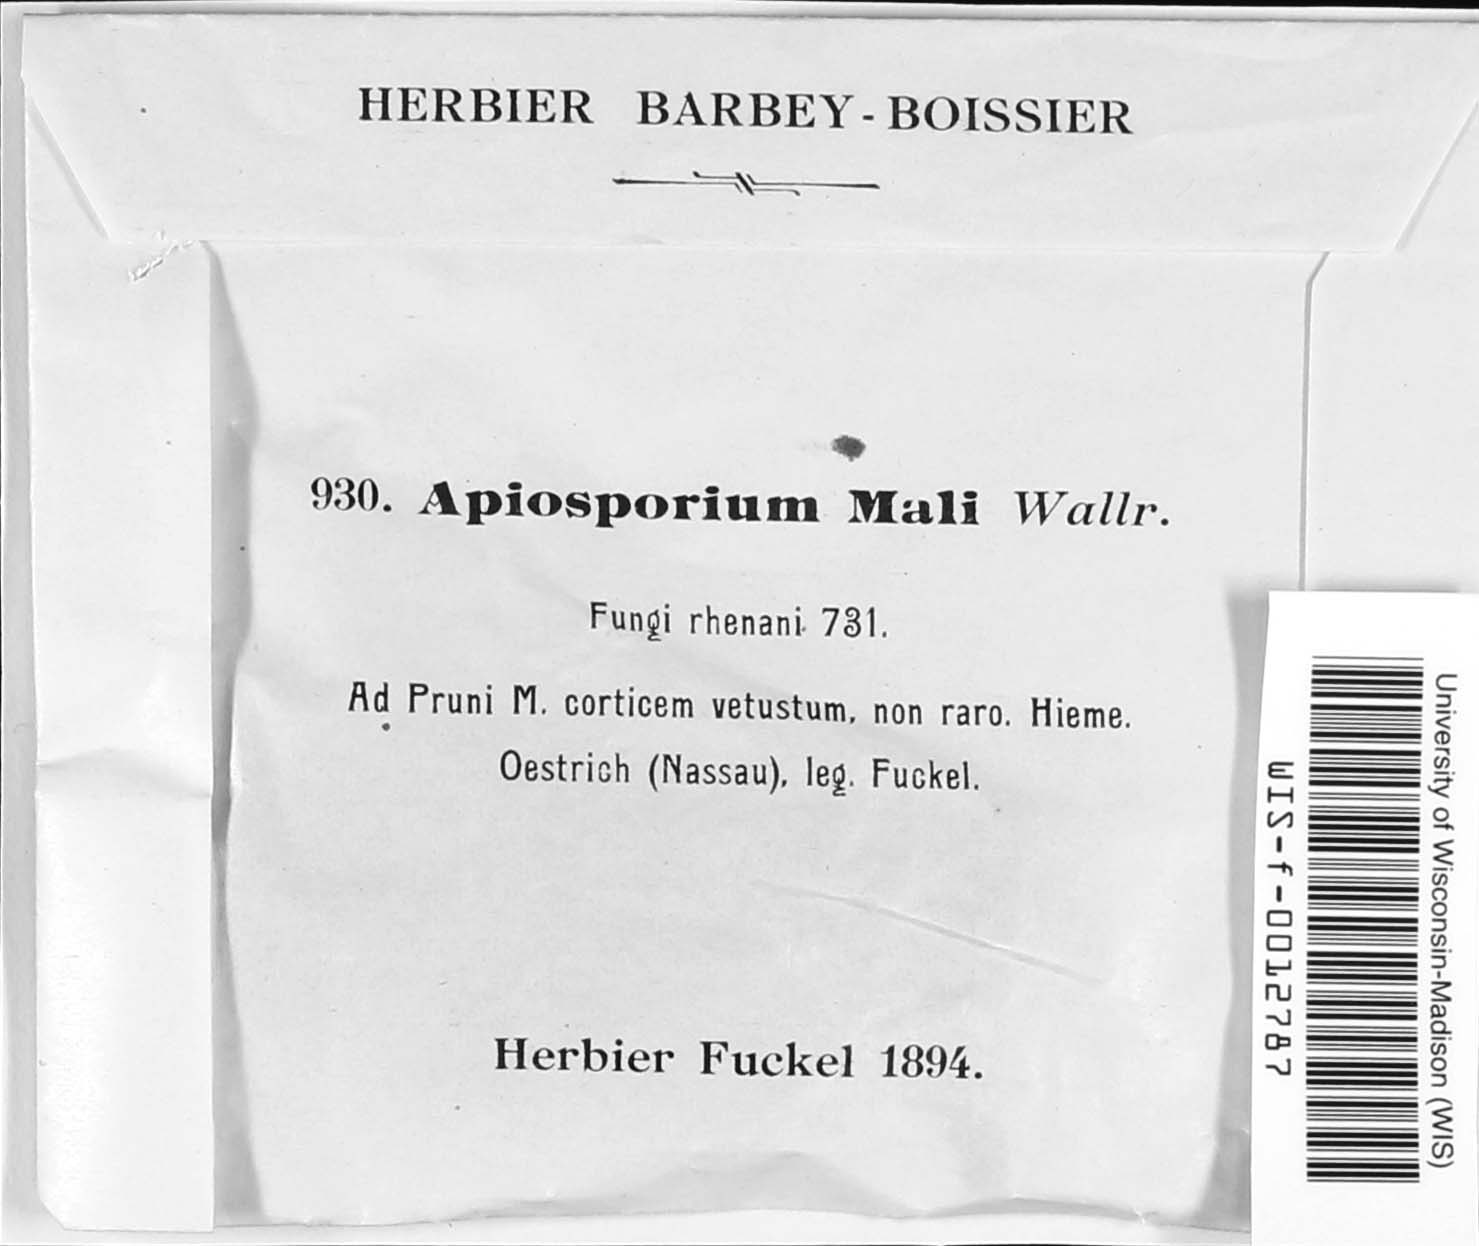 HERBIER BARBEY-BOISSIER
930. Apiosporium Mali Wallr.
Fungi rhenani 731.
Ad Pruni M. corticem vetustum, non raro. Hieme.
Oestrich (Nassau), leg. Fuckel.
Herbier Fuckel 1894.
WIS-f-0012787
University of Wisconsin-Madison (WIS)